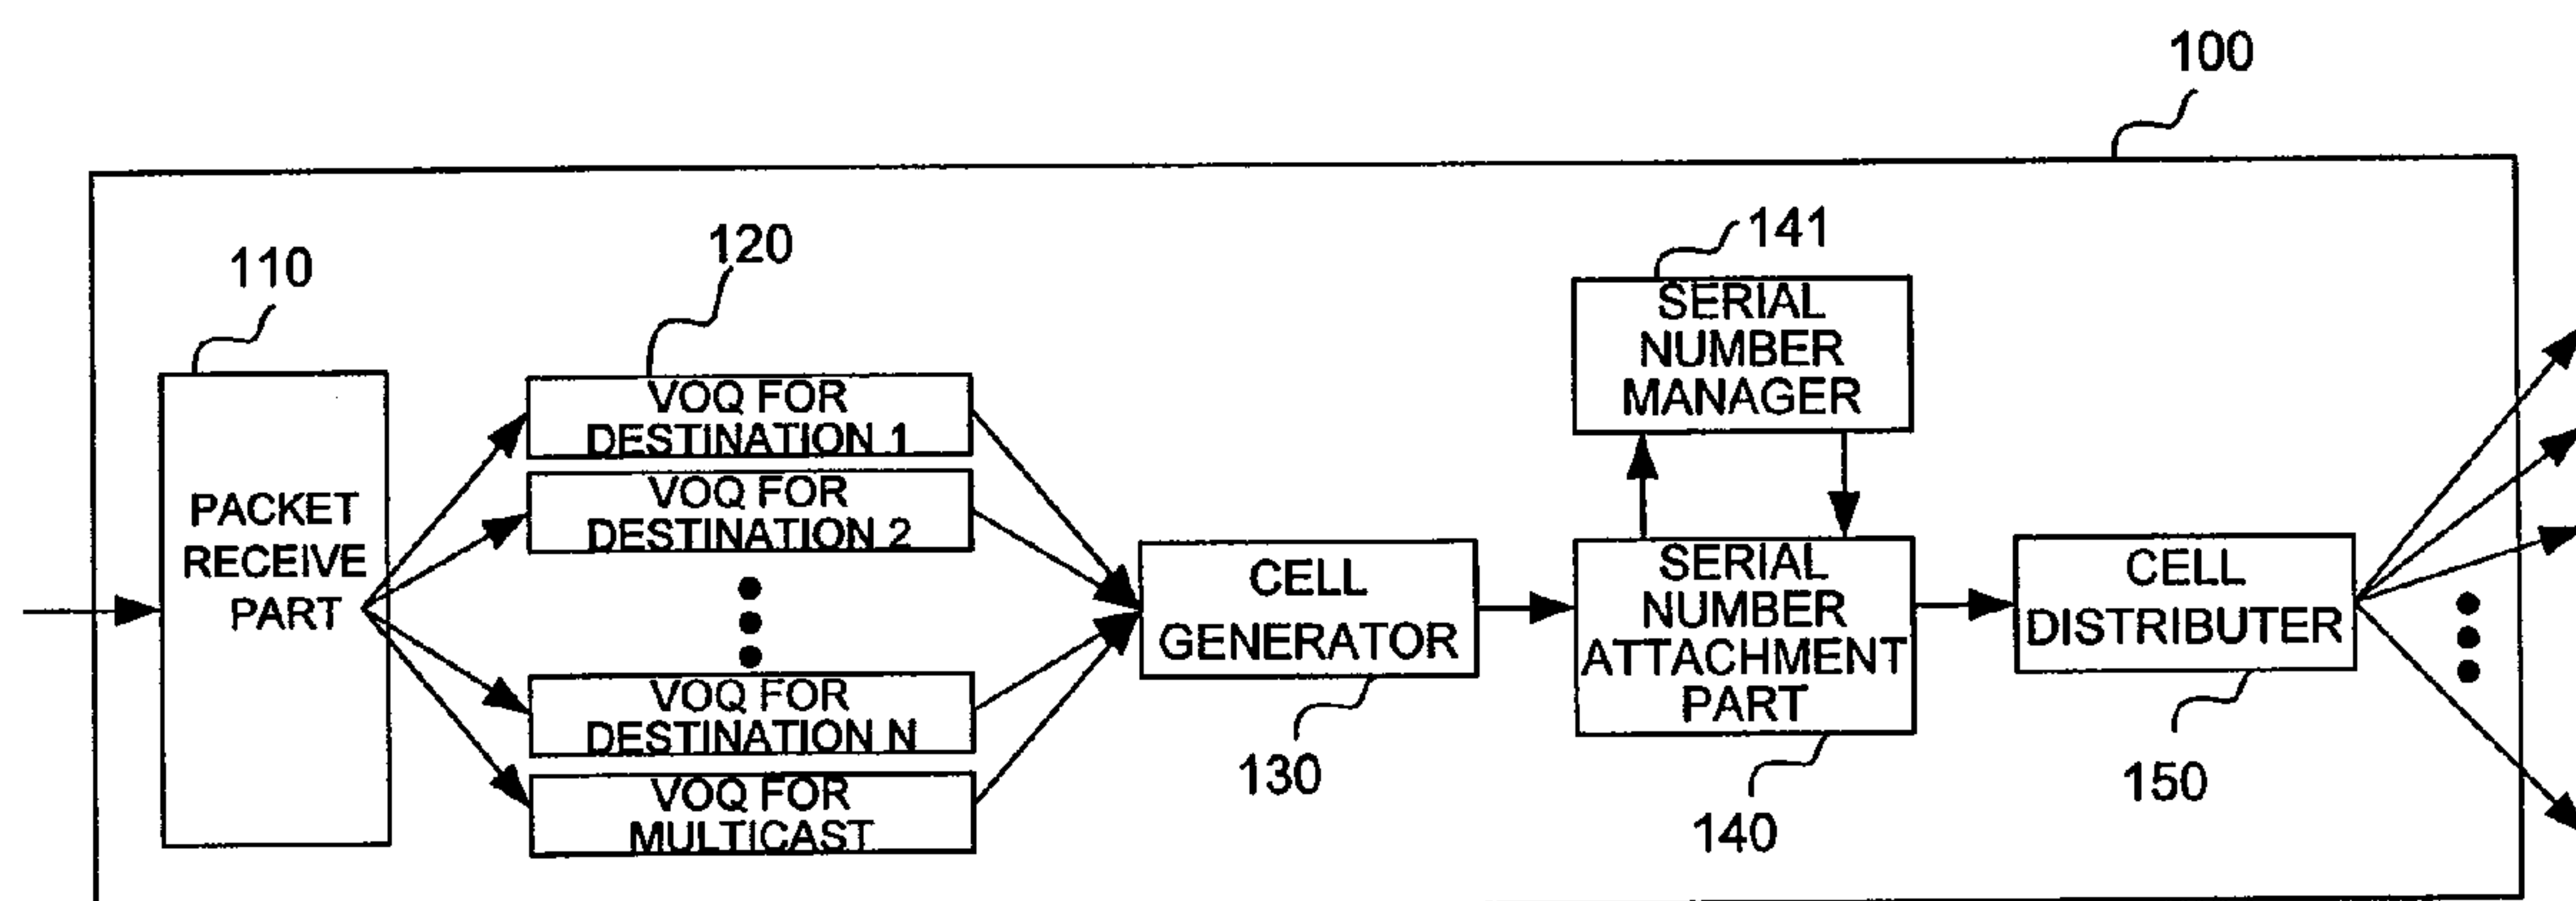 100
110
120
141
PACKET
RECEIVE
PART
VOQ FOR
DESTINATION 1
VOQ FOR
DESTINATION 2
VOQ FOR
DESTINATION N
VOQ FOR
MULTICAST
CELL
GENERATOR
130
SERIAL
NUMBER
MANAGER
SERIAL
NUMBER
ATTACHMENT
PART
140
CELL
DISTRIBUTER
150